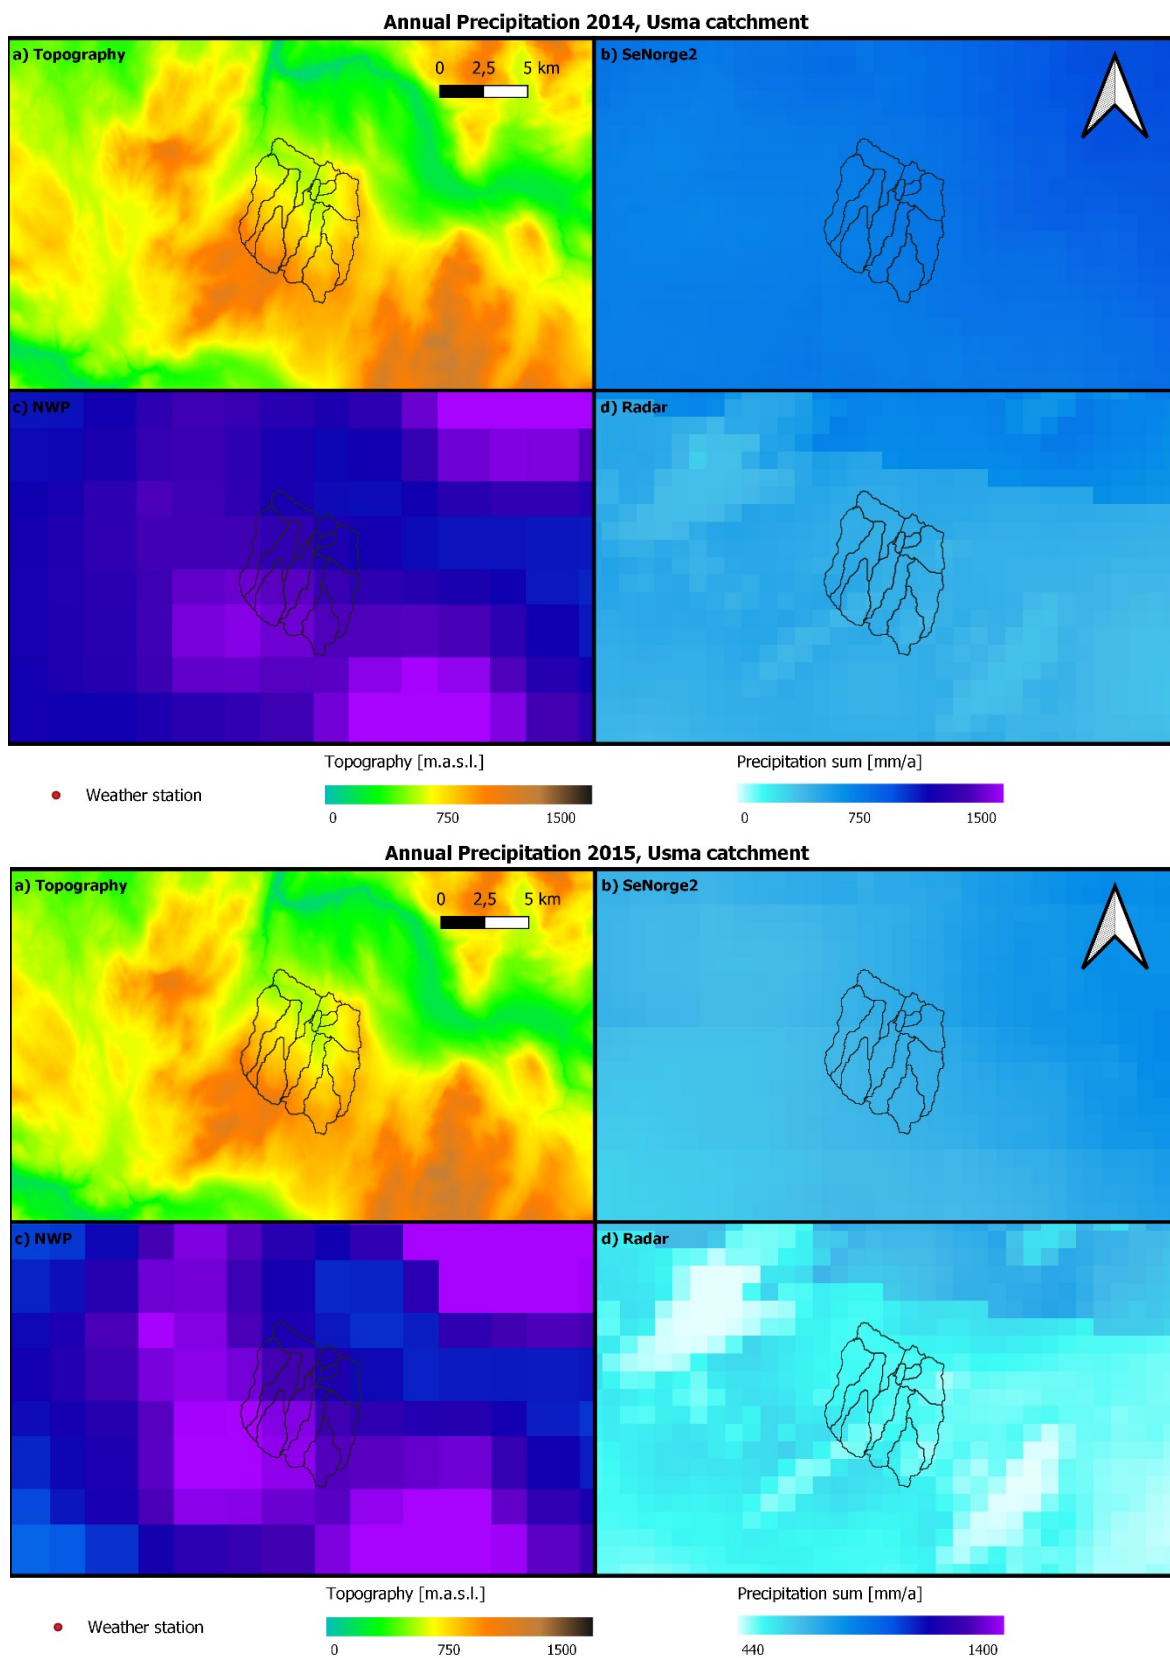 Annual Precipitation 2014, Usma catchment
a) Topography
0 2,5 5 km
b) SeNorge2
c) NWP
d) Radar
Weather station
Topography [m.a.s.l.]
0 750 1500
Precipitation sum [mm/a]
0 750 1500
Annual Precipitation 2015, Usma catchment
a) Topography
0 2,5 5 km
b) SeNorge2
c) NWP
d) Radar
Weather station
Topography [m.a.s.l.]
0 750 1500
Precipitation sum [mm/a]
440 1400